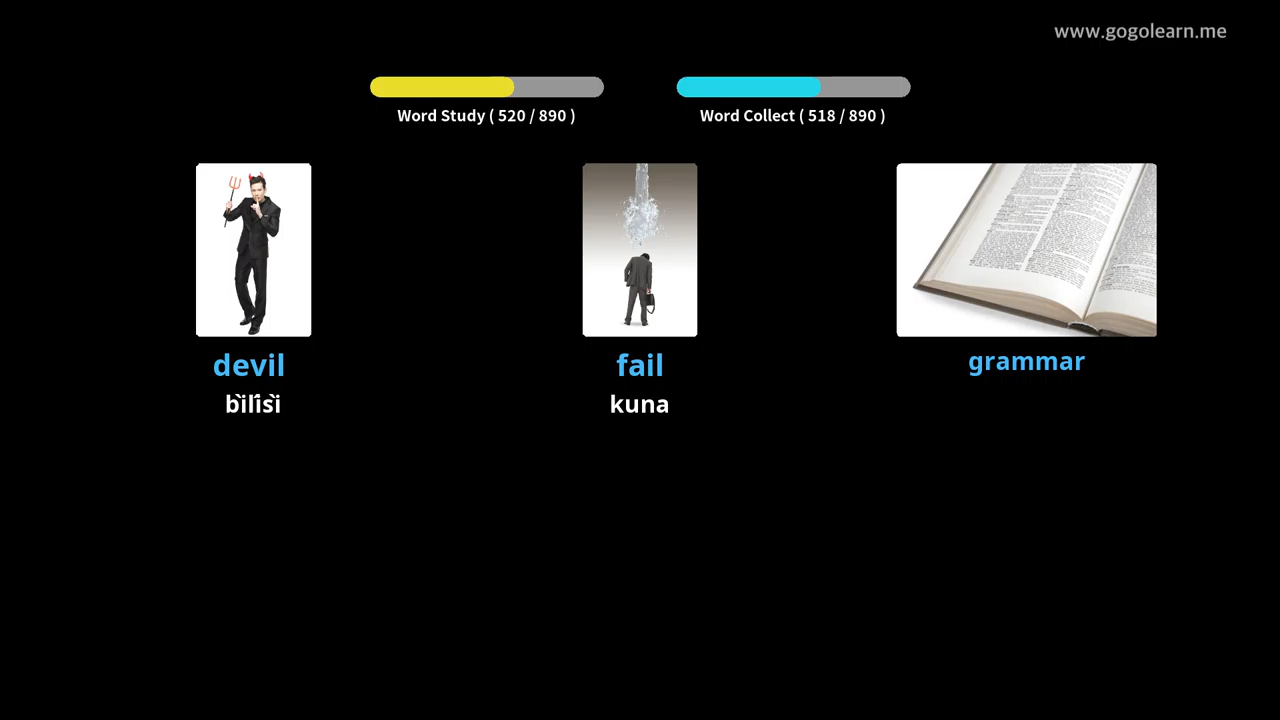 www.gogolearn.me
Word Study ( 520 / 890 )
Word Collect ( 518 / 890 )
devil
fail
grammar
bìlísì
kuna